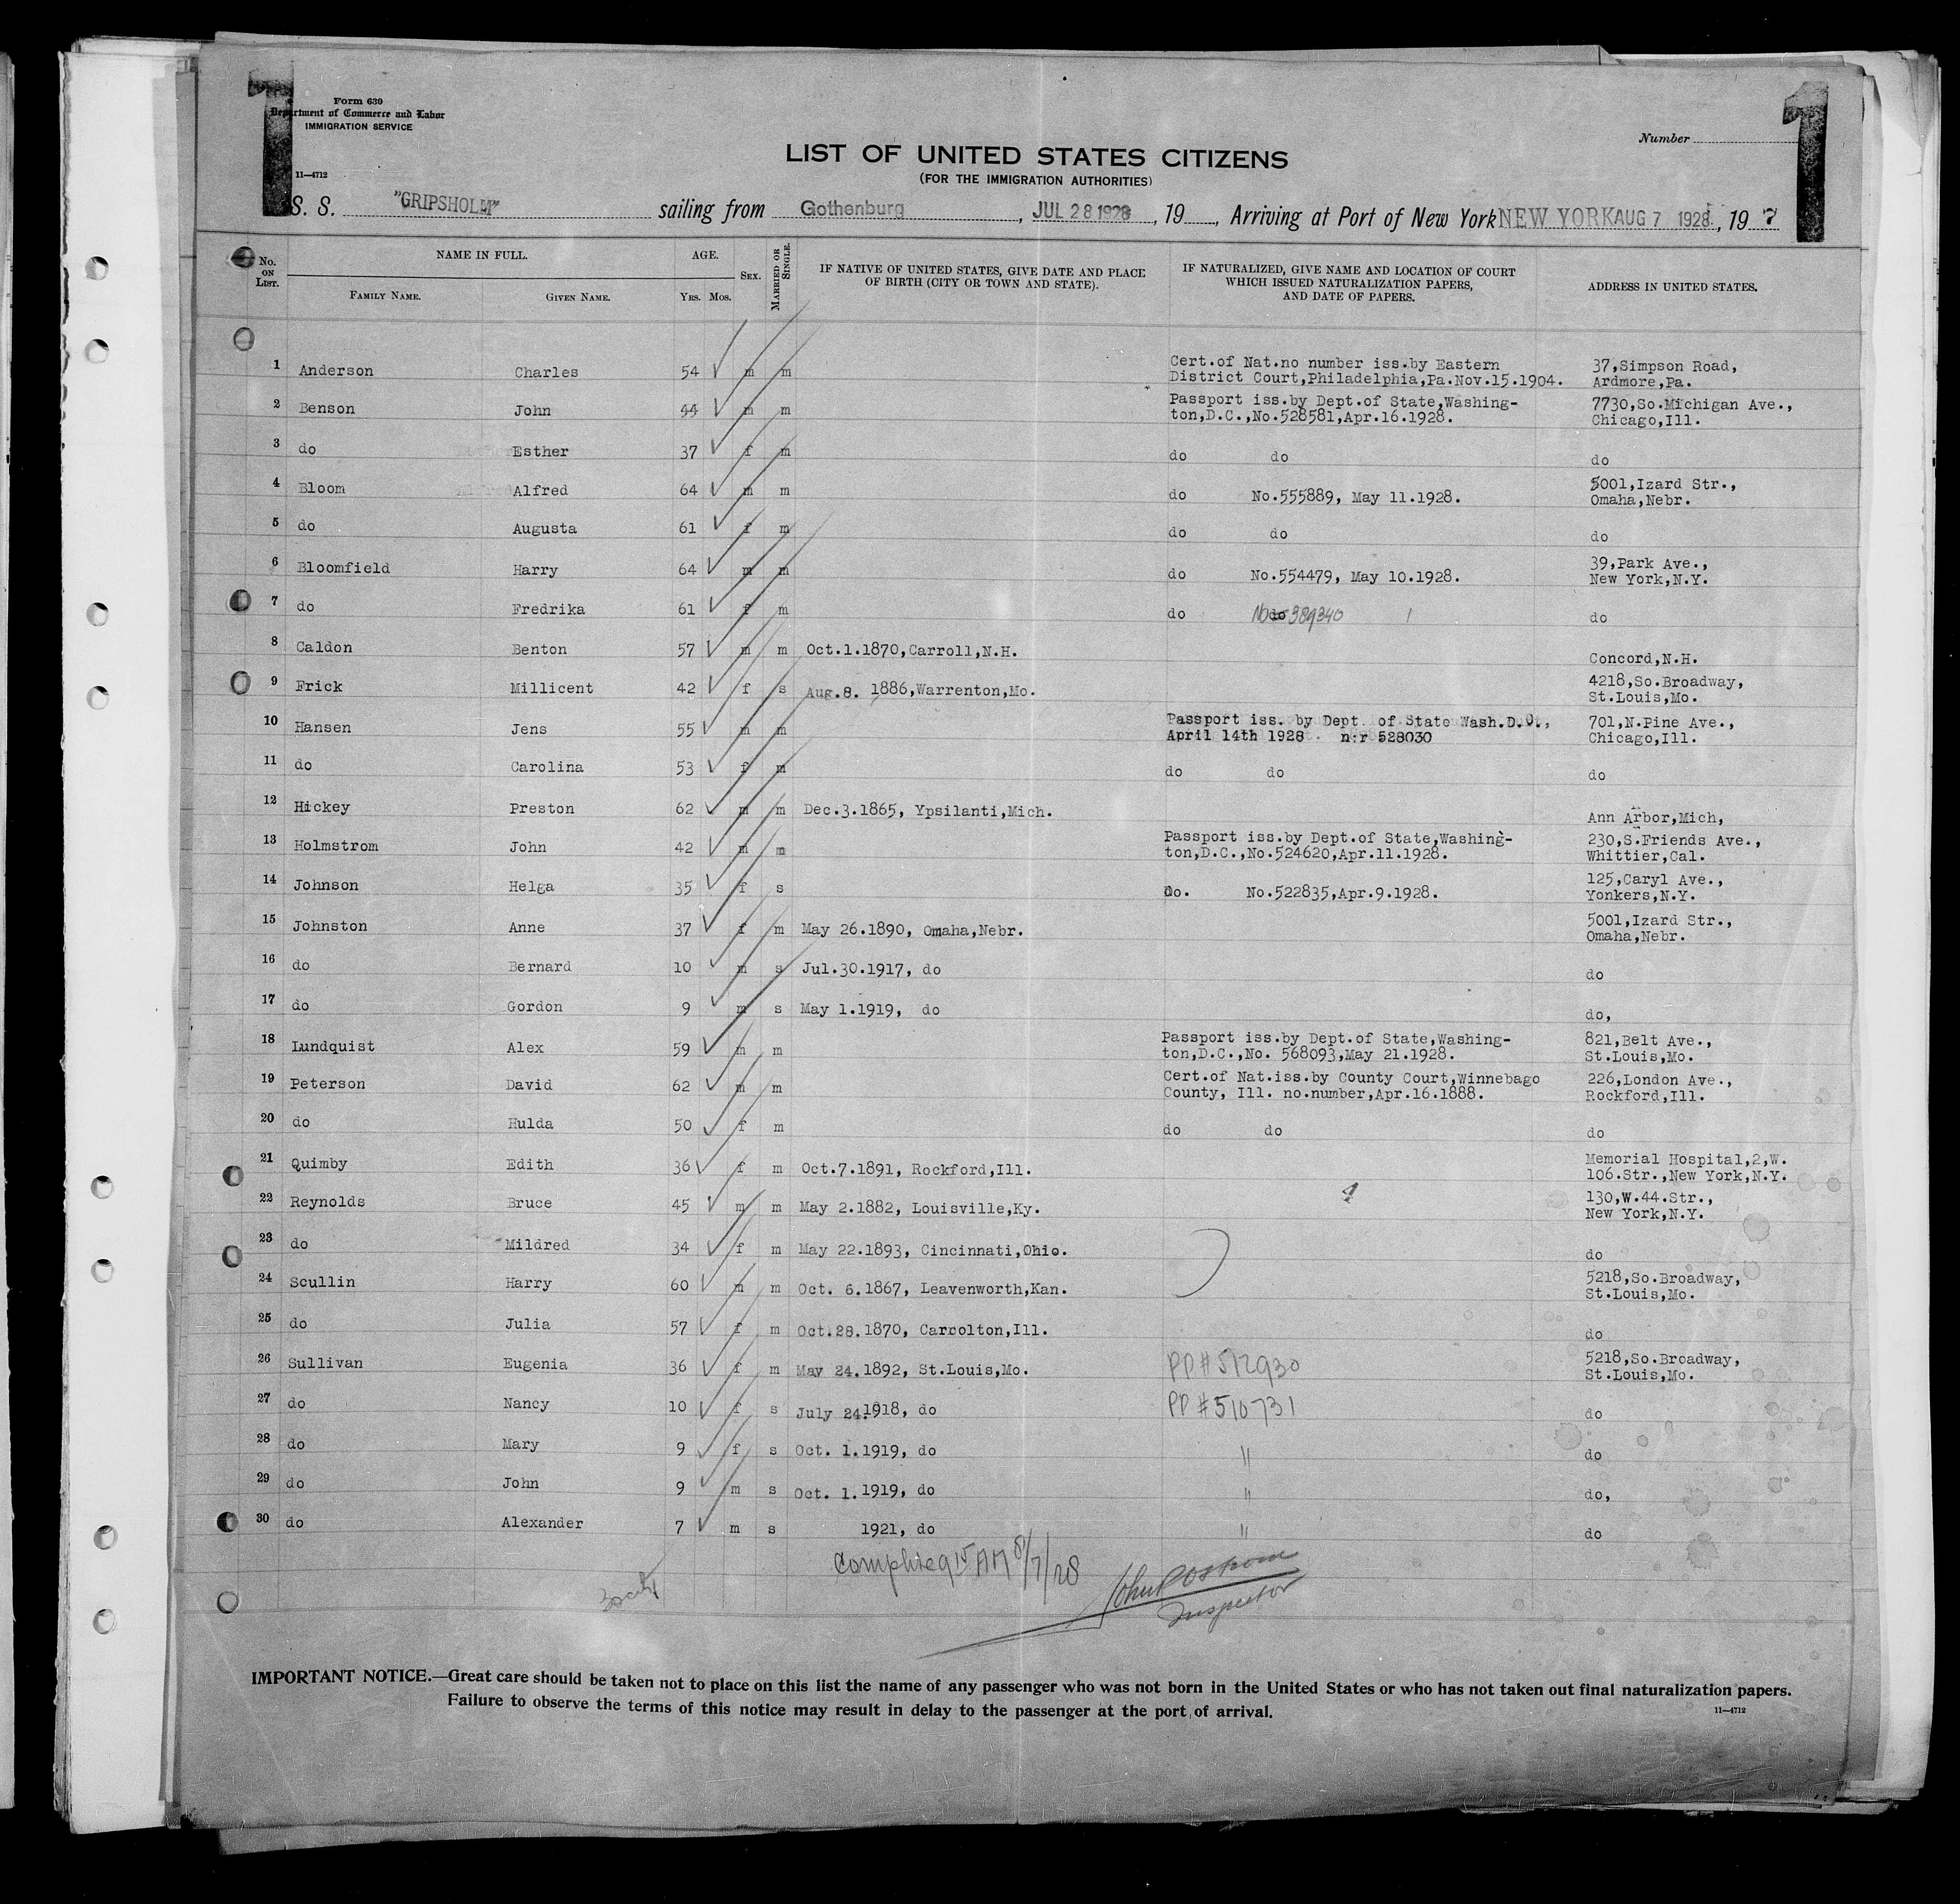 Form 630
Department of Commerce and Labor
IMMIGRATION SERVICE
11—4712
1
1
Number
LIST OF UNITED STATES CITIZENS
(FOR THE IMMIGRATION AUTHORITIES)
S. S. "GRIPSHOLM" sailing from Gothenburg, JUL 28 1928, 19 , Arriving at Port of New York NEW YORK AUG 7 1928, 19
No. ON LIST. NAME IN FULL. FAMILY NAME. GIVEN NAME. AGE. YRS. MOS. SEX. MARRIED OR SINGLE. IF NATIVE OF UNITED STATES, GIVE DATE AND PLACE OF BIRTH (CITY OR TOWN AND STATE). IF NATURALIZED, GIVE NAME AND LOCATION OF COURT WHICH ISSUED NATURALIZATION PAPERS, AND DATE OF PAPERS. ADDRESS IN UNITED STATES.
1 Anderson Charles 54 m m Cert.of Nat.no number iss.by Eastern District Court,Philadelphia,Pa.Nov.15.1904. 37,Simpson Road, Ardmore,Pa.
2 Benson John 44 m m Passport iss.by Dept.of State,Washing-ton,D.C.,No.528581,Apr.16.1928. 7730,So.Michigan Ave., Chicago,Ill.
3 do Esther 37 f m do do do
4 Bloom Alfred 64 m m do No.555889, May 11.1928. 5001,Izard Str., Omaha,Nebr.
5 do Augusta 61 f m do do do
6 Bloomfield Harry 64 m m do No.554479, May 10.1928. 39,Park Ave., New York,N.Y.
7 do Fredrika 61 f m do do No 389340 do
8 Caldon Benton 57 m m Oct.1.1870,Carroll,N.H. Concord,N.H.
9 Frick Millicent 42 f s Aug.8. 1886,Warrenton,Mo. 4218,So.Broadway, St.Louis,Mo.
10 Hansen Jens 55 m m Passport iss. by Dept of State Wash.D.C., April 14th 1928 n:r 528030 701,N.Pine Ave., Chicago,Ill.
11 do Carolina 53 f m do do do
12 Hickey Preston 62 m m Dec.3.1865, Ypsilanti,Mich. Ann Arbor,Mich,
13 Holmstrom John 42 m m Passport iss.by Dept.of State,Washing-ton,D.C.,No.524620,Apr.11.1928. 230,S.Friends Ave., Whittier,Cal.
14 Johnson Helga 35 f s do. No.522835,Apr.9.1928. 125,Caryl Ave., Yonkers,N.Y.
15 Johnston Anne 37 f m May 26.1890, Omaha,Nebr. 5001,Izard Str., Omaha,Nebr.
16 do Bernard 10 m s Jul.30.1917, do do
17 do Gordon 9 m s May 1.1919, do do,
18 Lundquist Alex 59 m m Passport iss.by Dept.of State,Washing-ton,D.C.,No. 568093,May 21.1928. 821,Belt Ave., St.Louis,Mo.
19 Peterson David 62 m m Cert.of Nat.iss.by County Court,Winnebago County, Ill. no.number,Apr.16.1888. 226,London Ave., Rockford,Ill.
20 do Hulda 50 f m do do do
21 Quimby Edith 36 f m Oct.7.1891, Rockford,Ill. Memorial Hospital,2,W. 106.Str.,New York,N.Y.
22 Reynolds Bruce 45 m m May 2.1882, Louisville,Ky. 130,W.44.Str., New York,N.Y.
23 do Mildred 34 f m May 22.1893, Cincinnati,Ohio. do
24 Scullin Harry 60 m m Oct. 6.1867, Leavenworth,Kan. 5218,So.Broadway, St.Louis,Mo.
25 do Julia 57 f m Oct.28.1870, Carrolton,Ill. do
26 Sullivan Eugenia 36 f m May 24.1892, St.Louis,Mo. PP# 512930 5218,So.Broadway, St.Louis,Mo.
27 do Nancy 10 f s July 24.1918, do PP# 510731 do
28 do Mary 9 f s Oct. 1.1919, do " do
29 do John 9 m s Oct. 1.1919, do " do,
30 do Alexander 7 m s 1921, do " do
915 AM 8/7/28
Inspector
IMPORTANT NOTICE.—Great care should be taken not to place on this list the name of any passenger who was not born in the United States or who has not taken out final naturalization papers.
Failure to observe the terms of this notice may result in delay to the passenger at the port of arrival.
11—4712